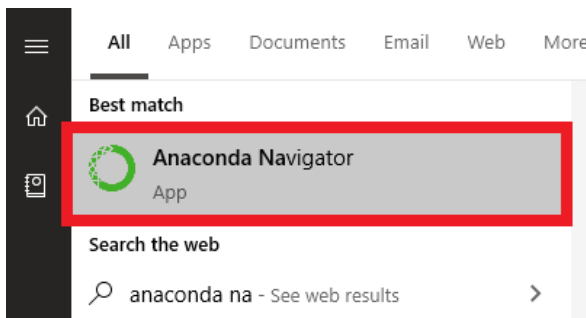 All Apps Documents Email Web More
Best match
Anaconda Navigator
App
Search the web
anaconda na - See web results